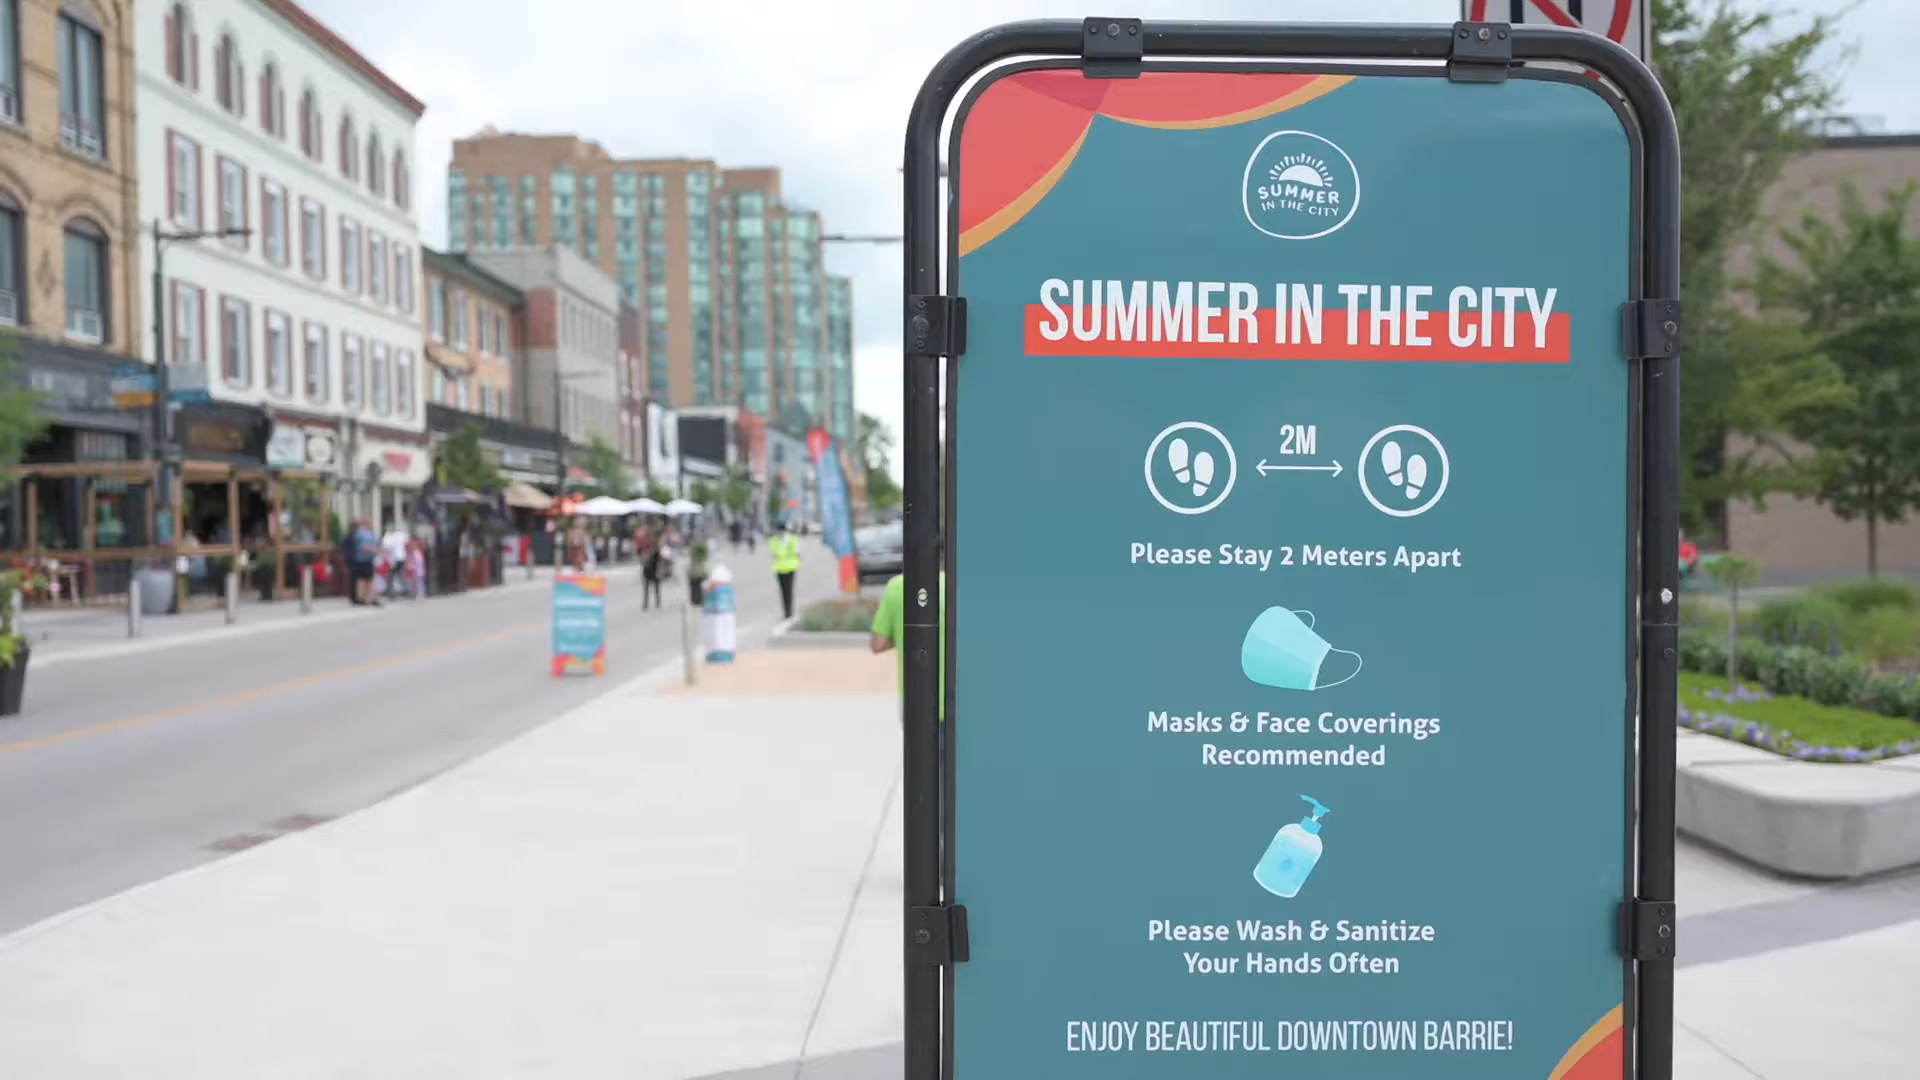 SUMMER
IN THE CITY
SUMMER IN THE CITY
2M
Please Stay 2 Meters Apart
Masks & Face Coverings
Recommended
Please Wash & Sanitize
Your Hands Often
ENJOY BEAUTIFUL DOWNTOWN BARRIE!